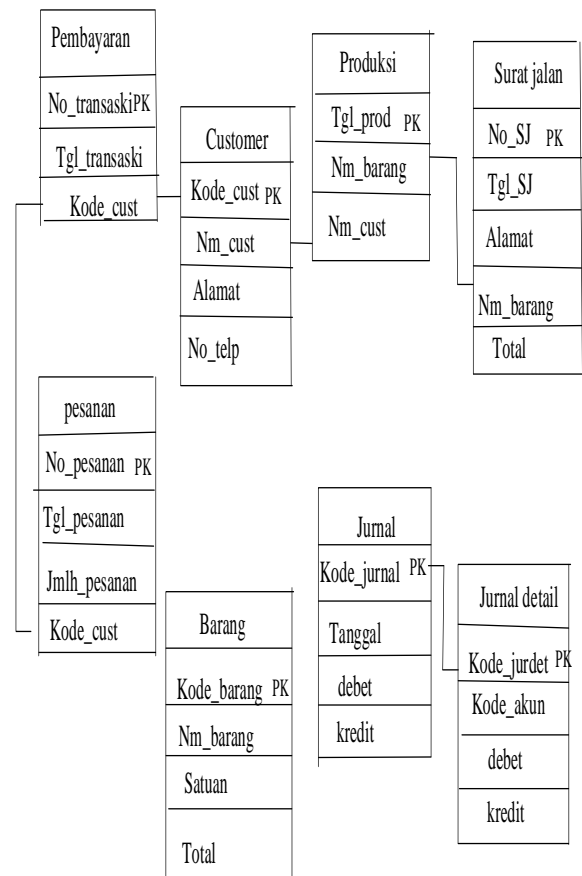 Pembayaran
No_transaski PK
Tgl_transaski
Kode_cust
Customer
Kode_cust PK
Nm_cust
Alamat
No_telp
Produksi
Tgl_prod PK
Nm_barang
Nm_cust
Surat jalan
No_SJ PK
Tgl_SJ
Alamat
Nm_barang
Total
pesanan
No_pesanan PK
Tgl_pesanan
Jmlh_pesanan
Kode_cust
Barang
Kode_barang PK
Nm_barang
Satuan
Total
Jurnal
Kode_jurnal PK
Tanggal
debet
kredit
Jurnal detail
Kode_jurdet PK
Kode_akun
debet
kredit